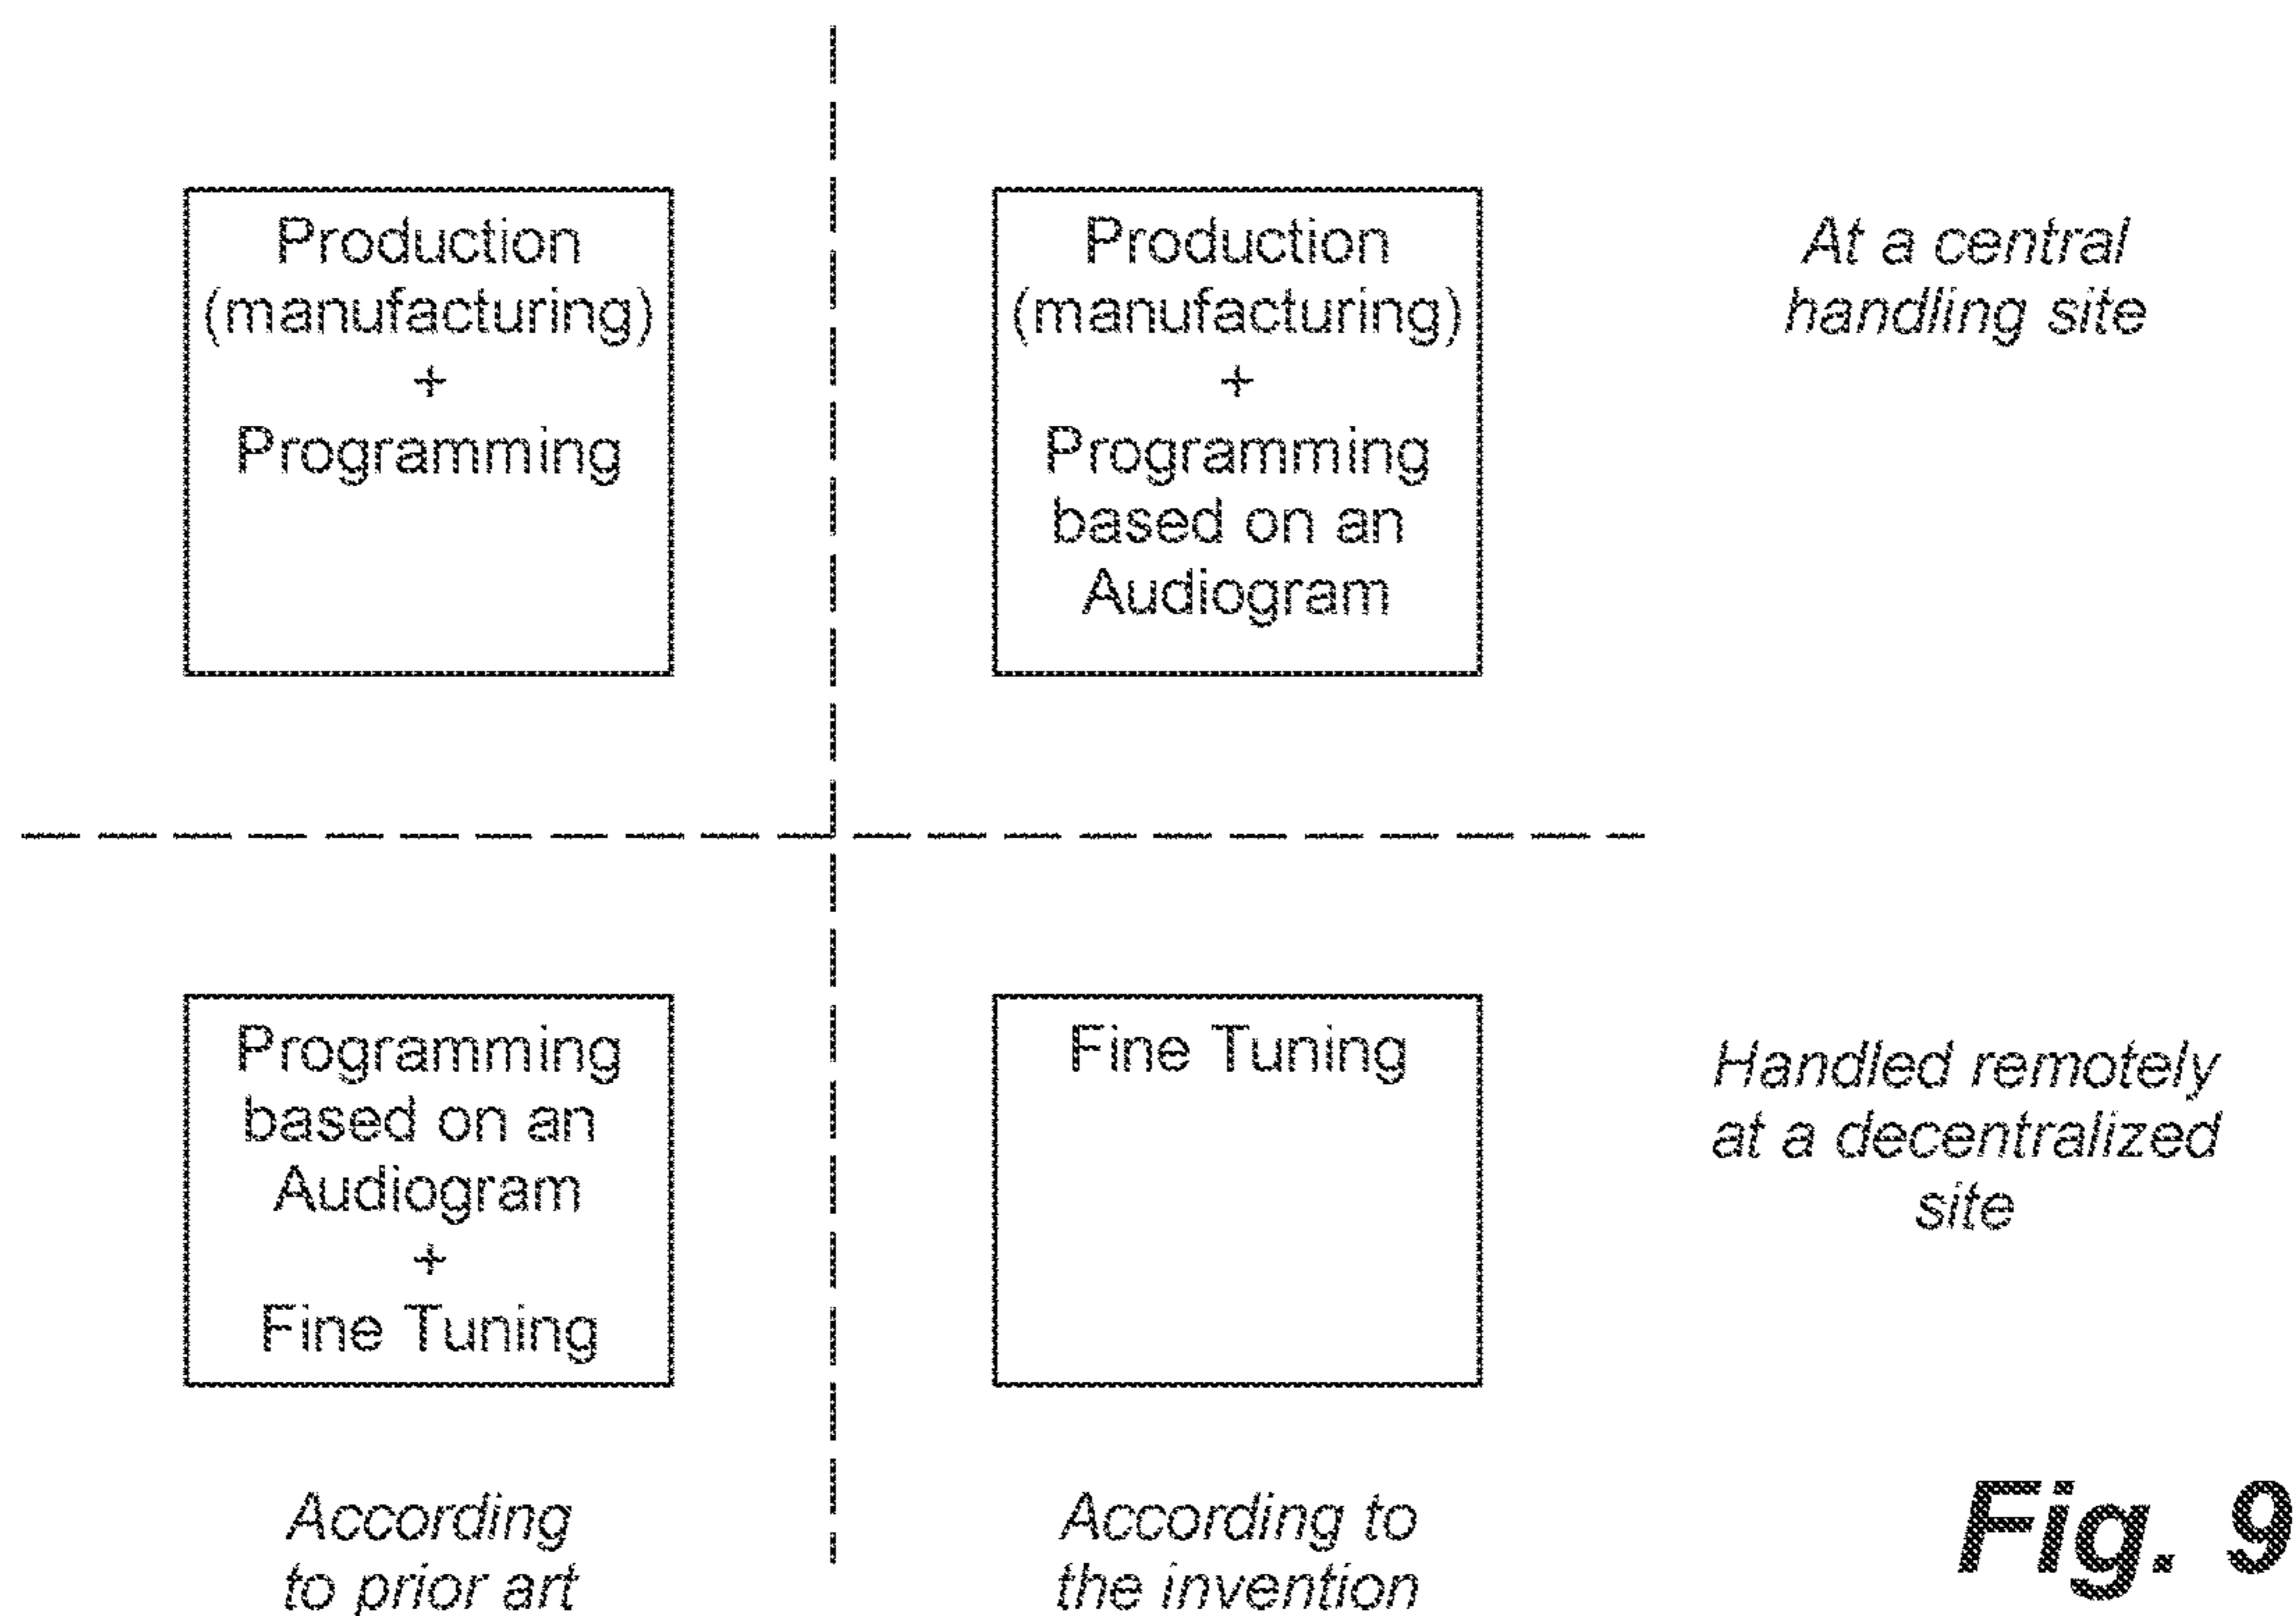 Production
(manufacturing)
+
Programming
Production
(manufacturing)
+
Programming
based on an
Audiogram
At a central
handling site
Programming
based on an
Audiogram
+
Fine Tuning
Fine Tuning
Handled remotely
at a decentralized
site
According
to prior art
According to
the invention
Fig. 9